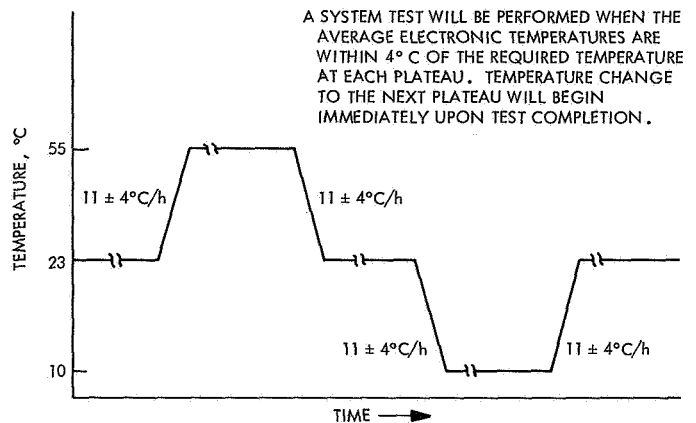 A SYSTEM TEST WILL BE PERFORMED WHEN THE
AVERAGE ELECTRONIC TEMPERATURES ARE
WITHIN 4° C OF THE REQUIRED TEMPERATURE
AT EACH PLATEAU. TEMPERATURE CHANGE
TO THE NEXT PLATEAU WILL BEGIN
IMMEDIATELY UPON TEST COMPLETION.
TEMPERATURE, °C
55
23
10
11 ± 4°C/h
11 ± 4°C/h
11 ± 4°C/h
11 ± 4°C/h
TIME